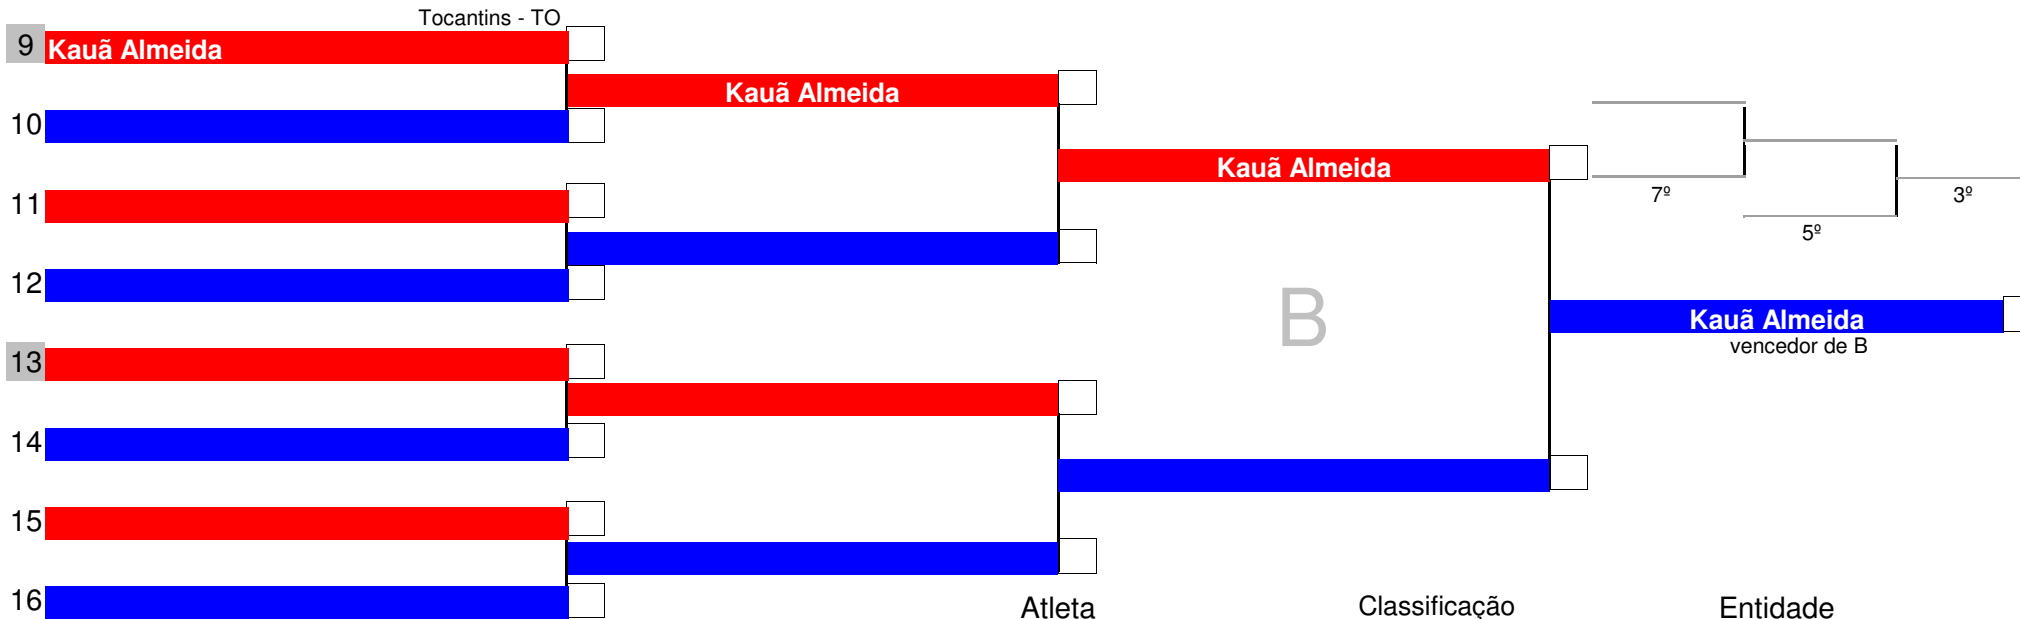 Tocantins - TO
9 Kauã Almeida
Kauã Almeida
10
Kauã Almeida
11
7º
3º
5º
12
B
Kauã Almeida
vencedor de B
13
14
15
16
Atleta Classificação Entidade